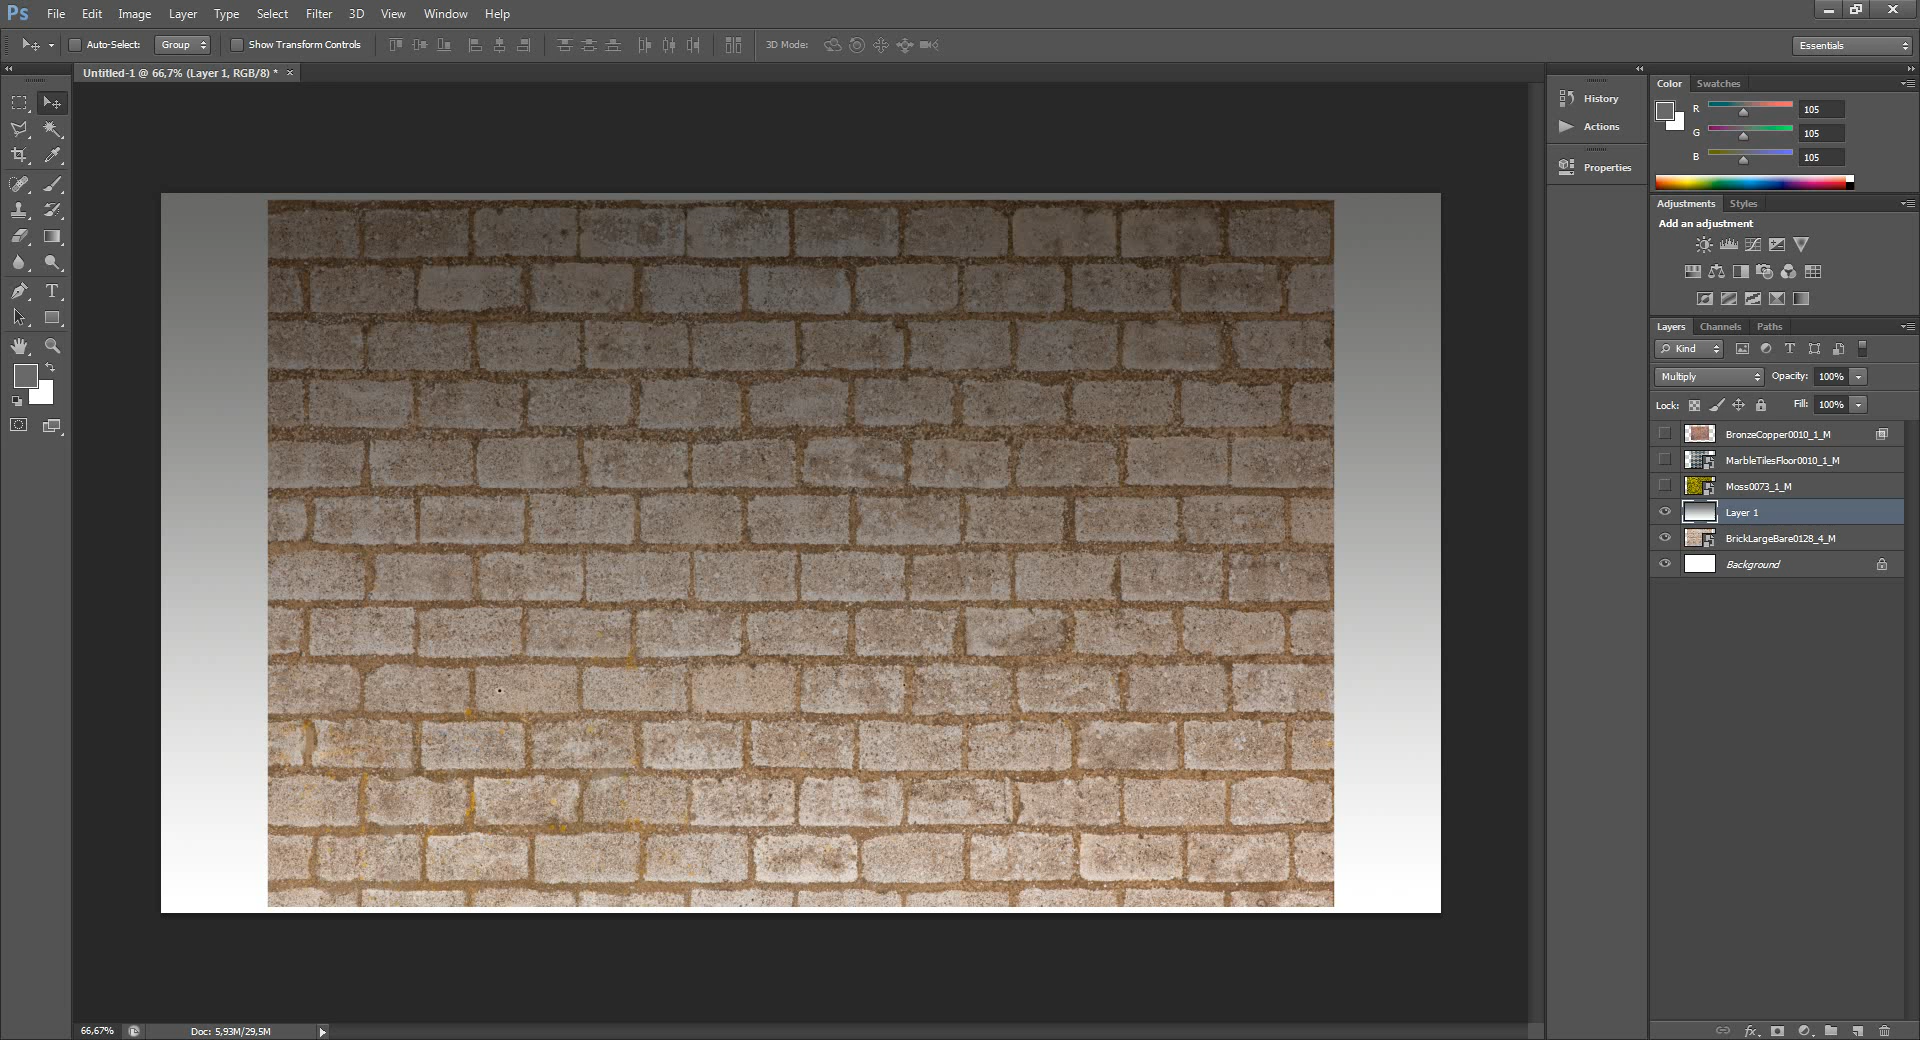 Ps File Edit Image Layer Type Select Filter 3D View Window Help
Auto-Select: Group Show Transform Controls 3D Mode: Essentials
Untitled-1 @ 66,7% (Layer 1, RGB/8) * ×
History
Actions
Properties
Color Swatches
R 105
G 105
B 105
Adjustments Styles
Add an adjustment
Layers Channels Paths
Kind
Multiply Opacity: 100%
Lock: Fill: 100%
BronzeCopper0010_1_M
MarbleTilesFloor0010_1_M
Moss0073_1_M
Layer 1
BrickLargeBare0128_4_M
Background
66,67% Doc: 5,93M/29,5M